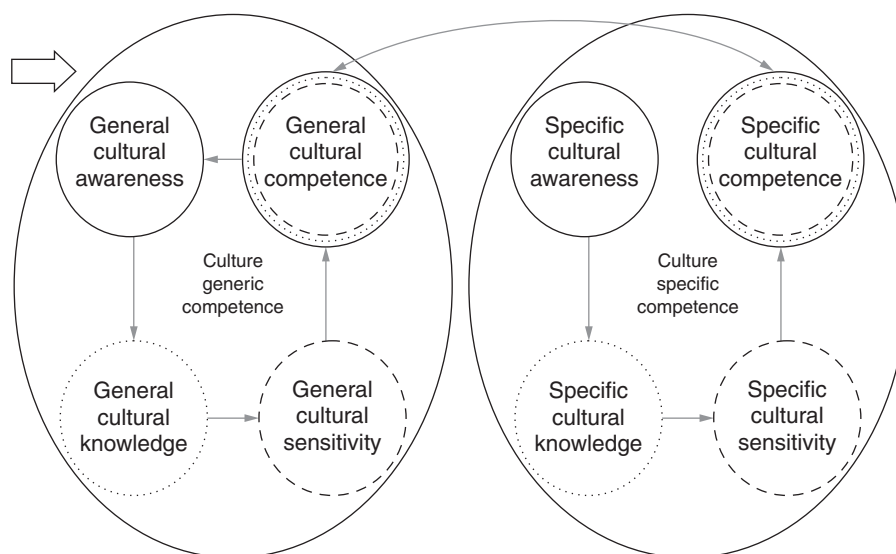 General
cultural
awareness
General
cultural
competence
Specific
cultural
awareness
Specific
cultural
competence
Culture
generic
competence
Culture
specific
competence
General
cultural
knowledge
General
cultural
sensitivity
Specific
cultural
knowledge
Specific
cultural
sensitivity